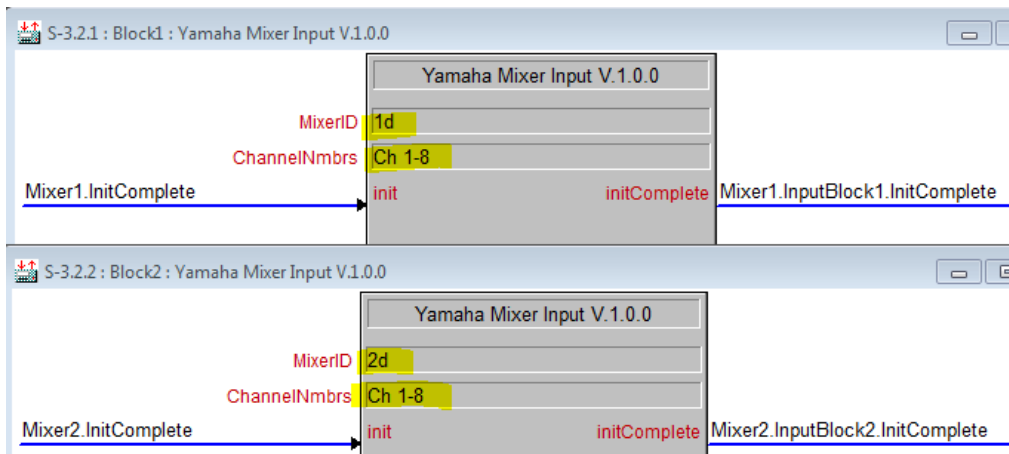 S-3.2.1 : Block1 : Yamaha Mixer Input V.1.0.0
Yamaha Mixer Input V.1.0.0
MixerID 1d
ChannelNmbrs Ch 1-8
Mixer1.InitComplete init initComplete Mixer1.InputBlock1.InitComplete
S-3.2.2 : Block2 : Yamaha Mixer Input V.1.0.0
Yamaha Mixer Input V.1.0.0
MixerID 2d
ChannelNmbrs Ch 1-8
Mixer2.InitComplete init initComplete Mixer2.InputBlock2.InitComplete